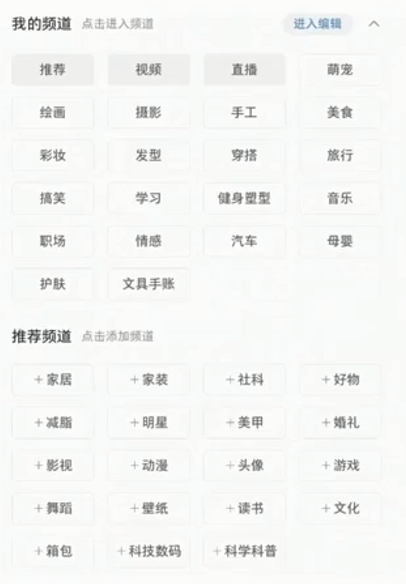 我的频道 点击进入频道 进入编辑
推荐 视频 直播 萌宠
绘画 摄影 手工 美食
彩妆 发型 穿搭 旅行
搞笑 学习 健身塑型 音乐
职场 情感 汽车 母婴
护肤 文具手账
推荐频道 点击添加频道
+家居 +家装 +社科 +好物
+减脂 +明星 +美甲 +婚礼
+影视 +动漫 +头像 +游戏
+舞蹈 +壁纸 +读书 +文化
+箱包 +科技数码 +科学科普